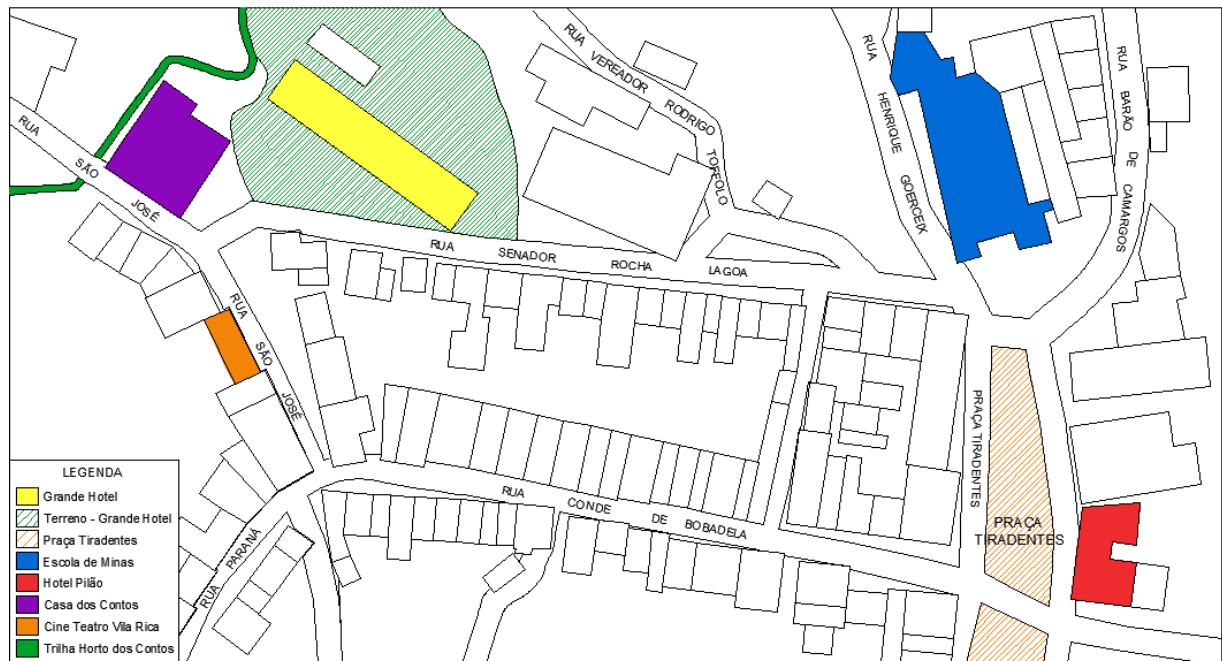 RUA SÃO JOSÉ
RUA VEREADOR RODRIGO TOFFOLO
RUA HENRIQUE GOERCEIX
RUA BARÃO DE CAMARGOS
RUA SENADOR ROCHA LAGOA
RUA SÃO JOSÉ
PRAÇA TIRADENTES
RUA CONDE DE BOBADELA
PRAÇA
TIRADENTES
RUA PARANÁ
LEGENDA
Grande Hotel
Terreno - Grande Hotel
Praça Tiradentes
Escola de Minas
Hotel Pilão
Casa dos Contos
Cine Teatro Vila Rica
Trilha Horto dos Contos